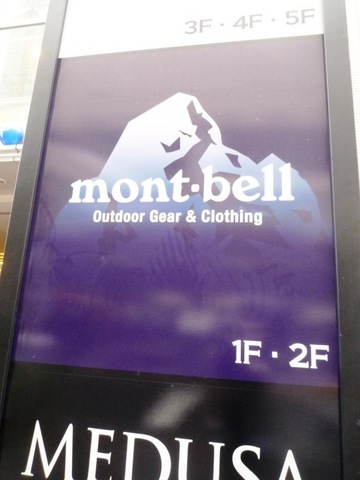 3F · 4F · 5F
mont·bell
Outdoor Gear & Clothing
1F · 2F
MEDUSA